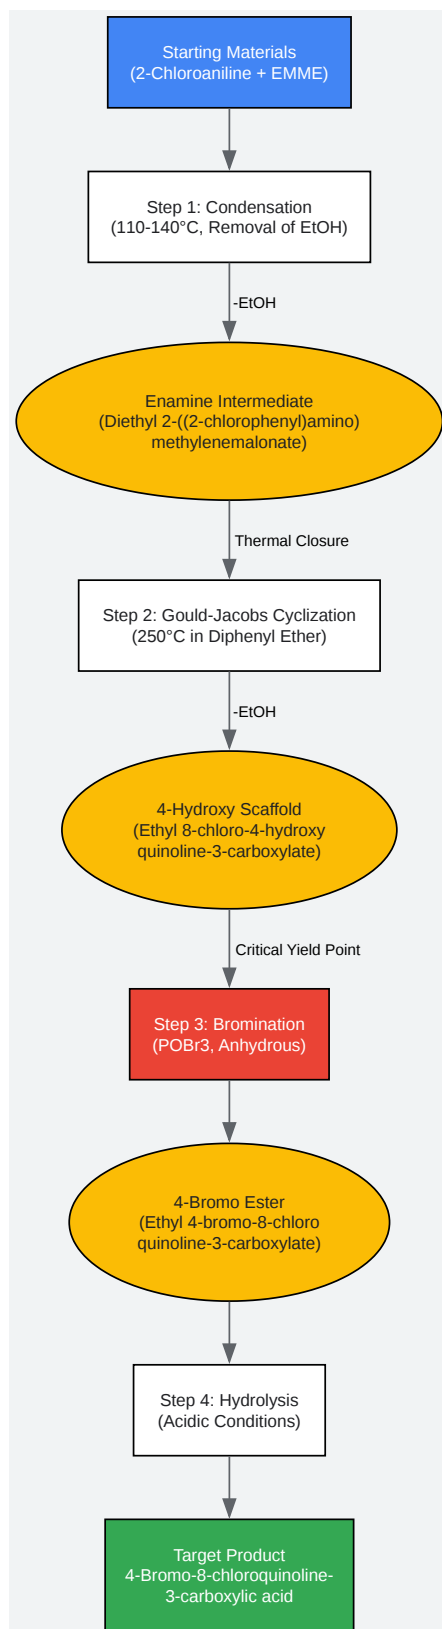 Starting Materials
(2-Chloroaniline + EMME)
Step 1: Condensation
(110-140°C, Removal of EtOH)
-EtOH
Enamine Intermediate
(Diethyl 2-((2-chlorophenyl)amino)
methylenemalonate)
Thermal Closure
Step 2: Gould-Jacobs Cyclization
(250°C in Diphenyl Ether)
-EtOH
4-Hydroxy Scaffold
(Ethyl 8-chloro-4-hydroxy
quinoline-3-carboxylate)
Critical Yield Point
Step 3: Bromination
(POBr3, Anhydrous)
4-Bromo Ester
(Ethyl 4-bromo-8-chloro
quinoline-3-carboxylate)
Step 4: Hydrolysis
(Acidic Conditions)
Target Product
4-Bromo-8-chloroquinoline-
3-carboxylic acid